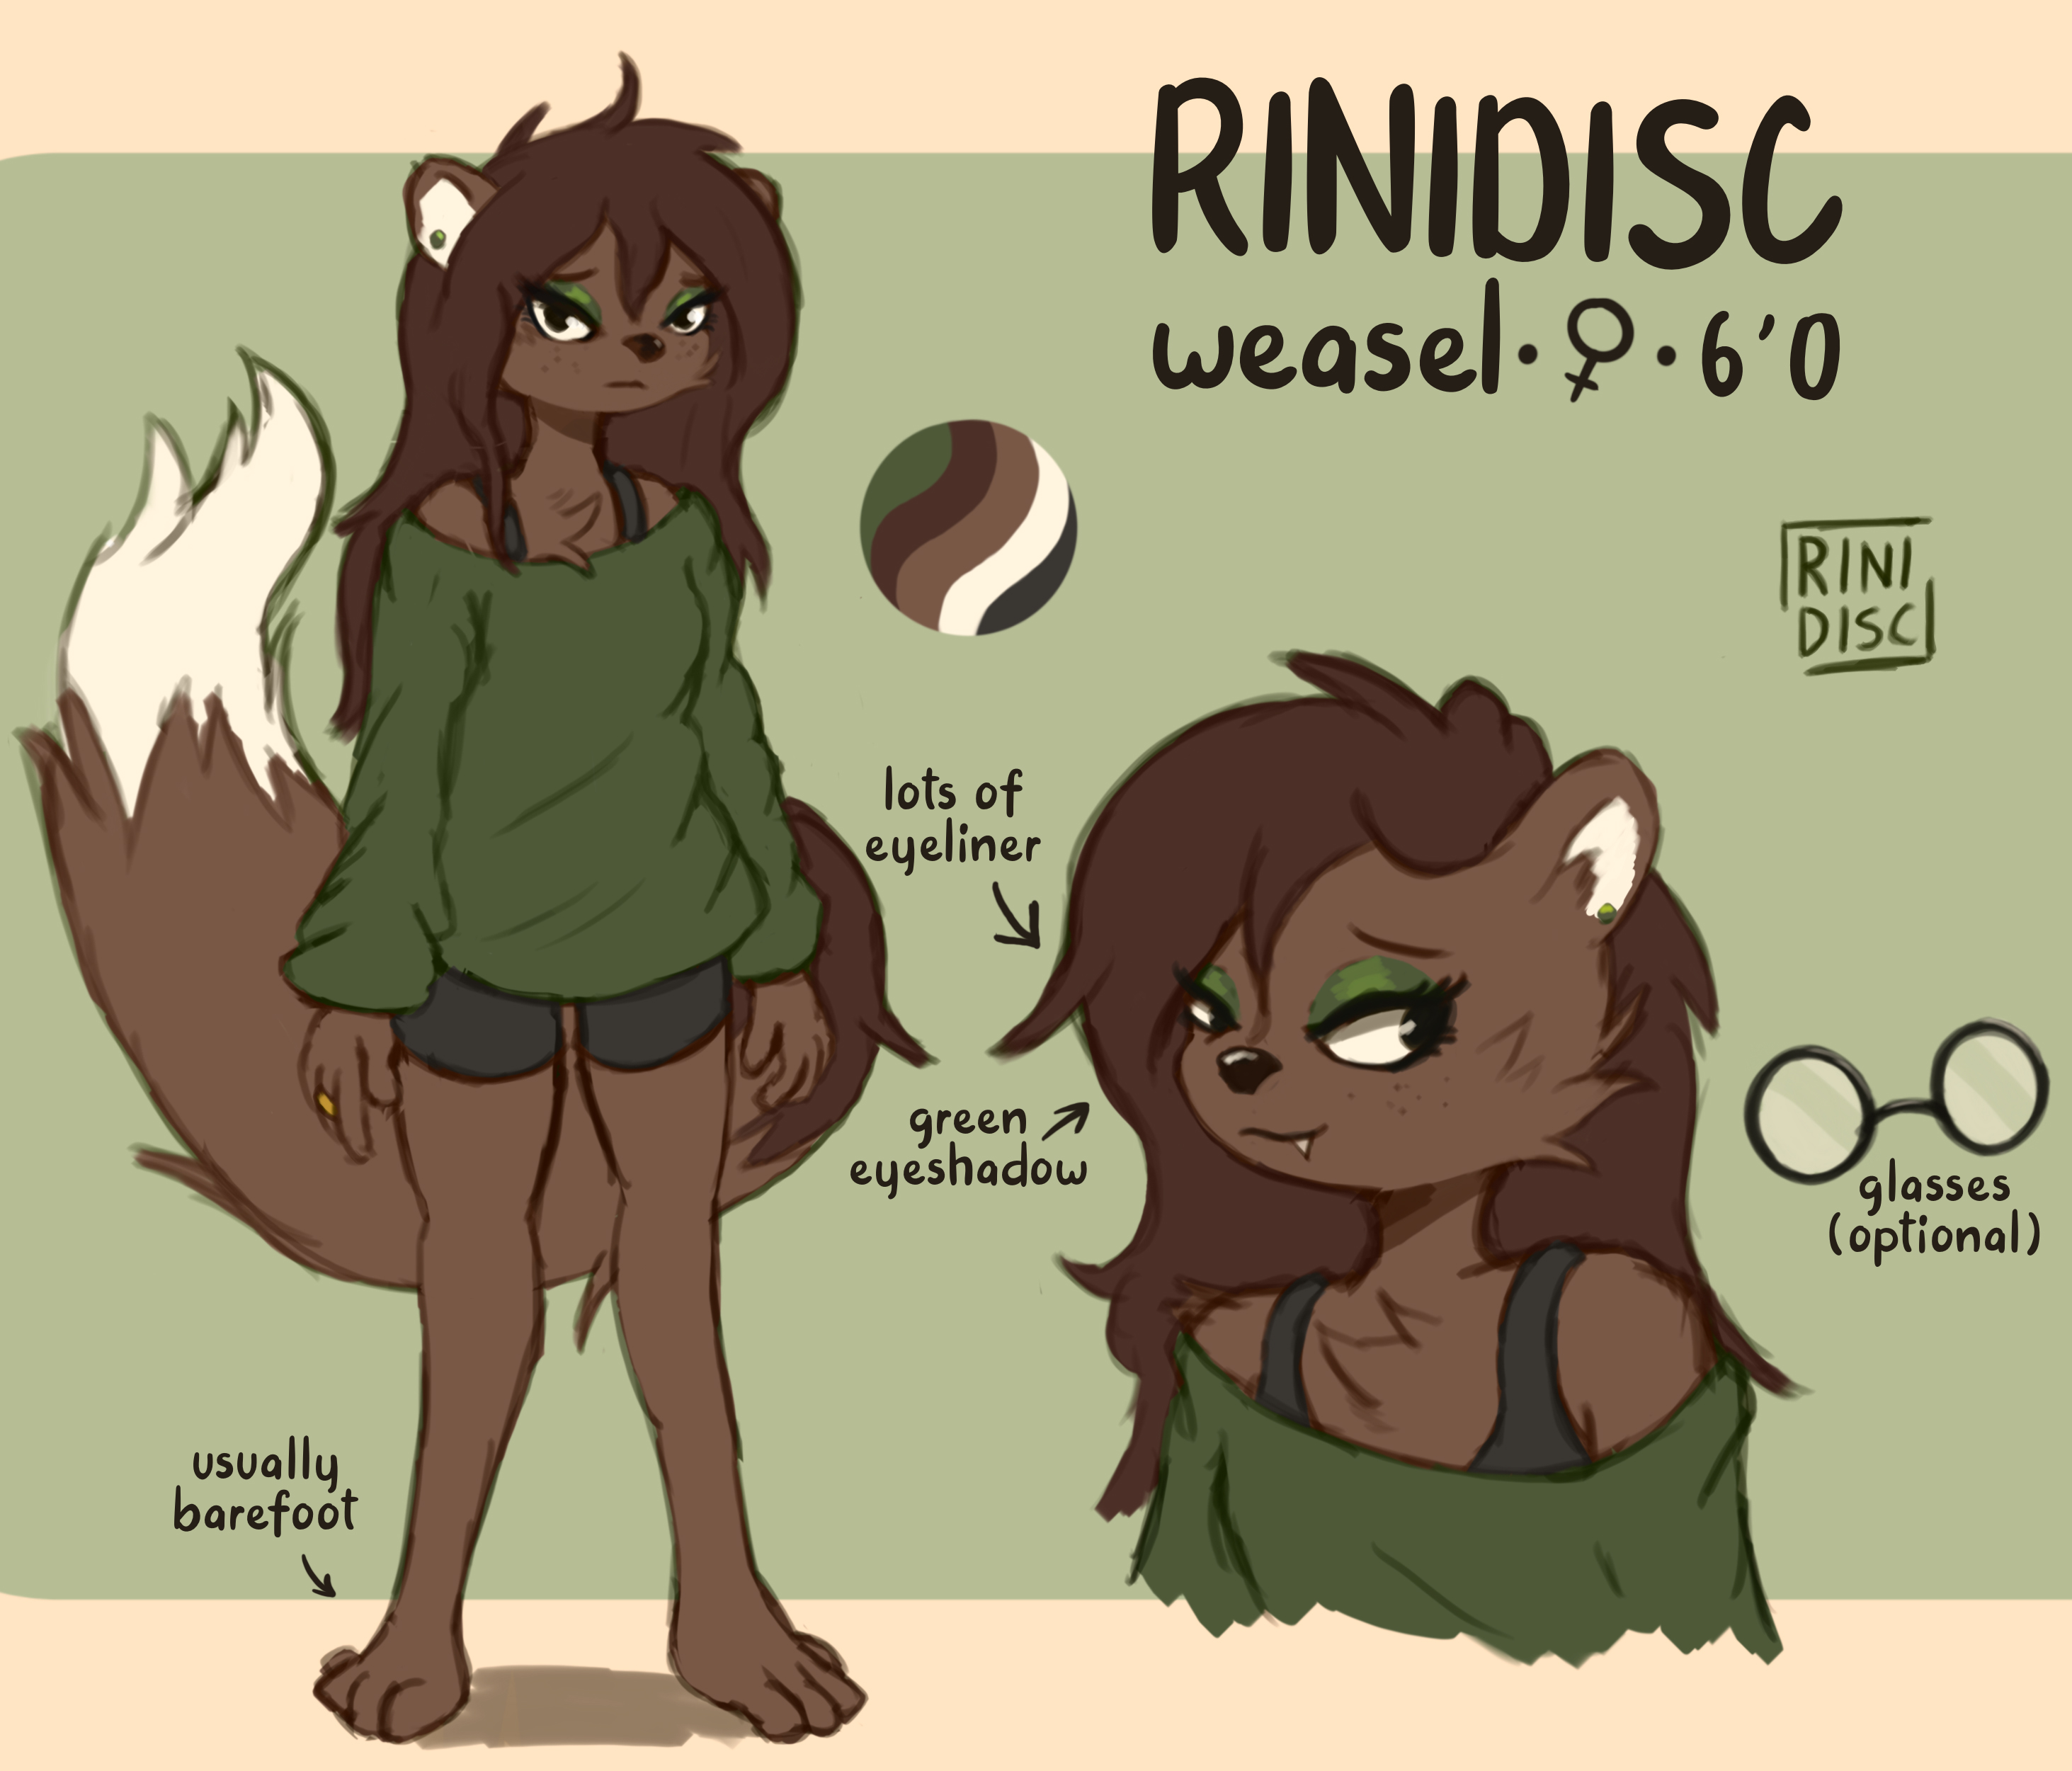 RINIDISC
weasel·♀·6'0
RINI
DISC
lots of
eyeliner
green
eyeshadow
glasses
(optional)
usually
barefoot